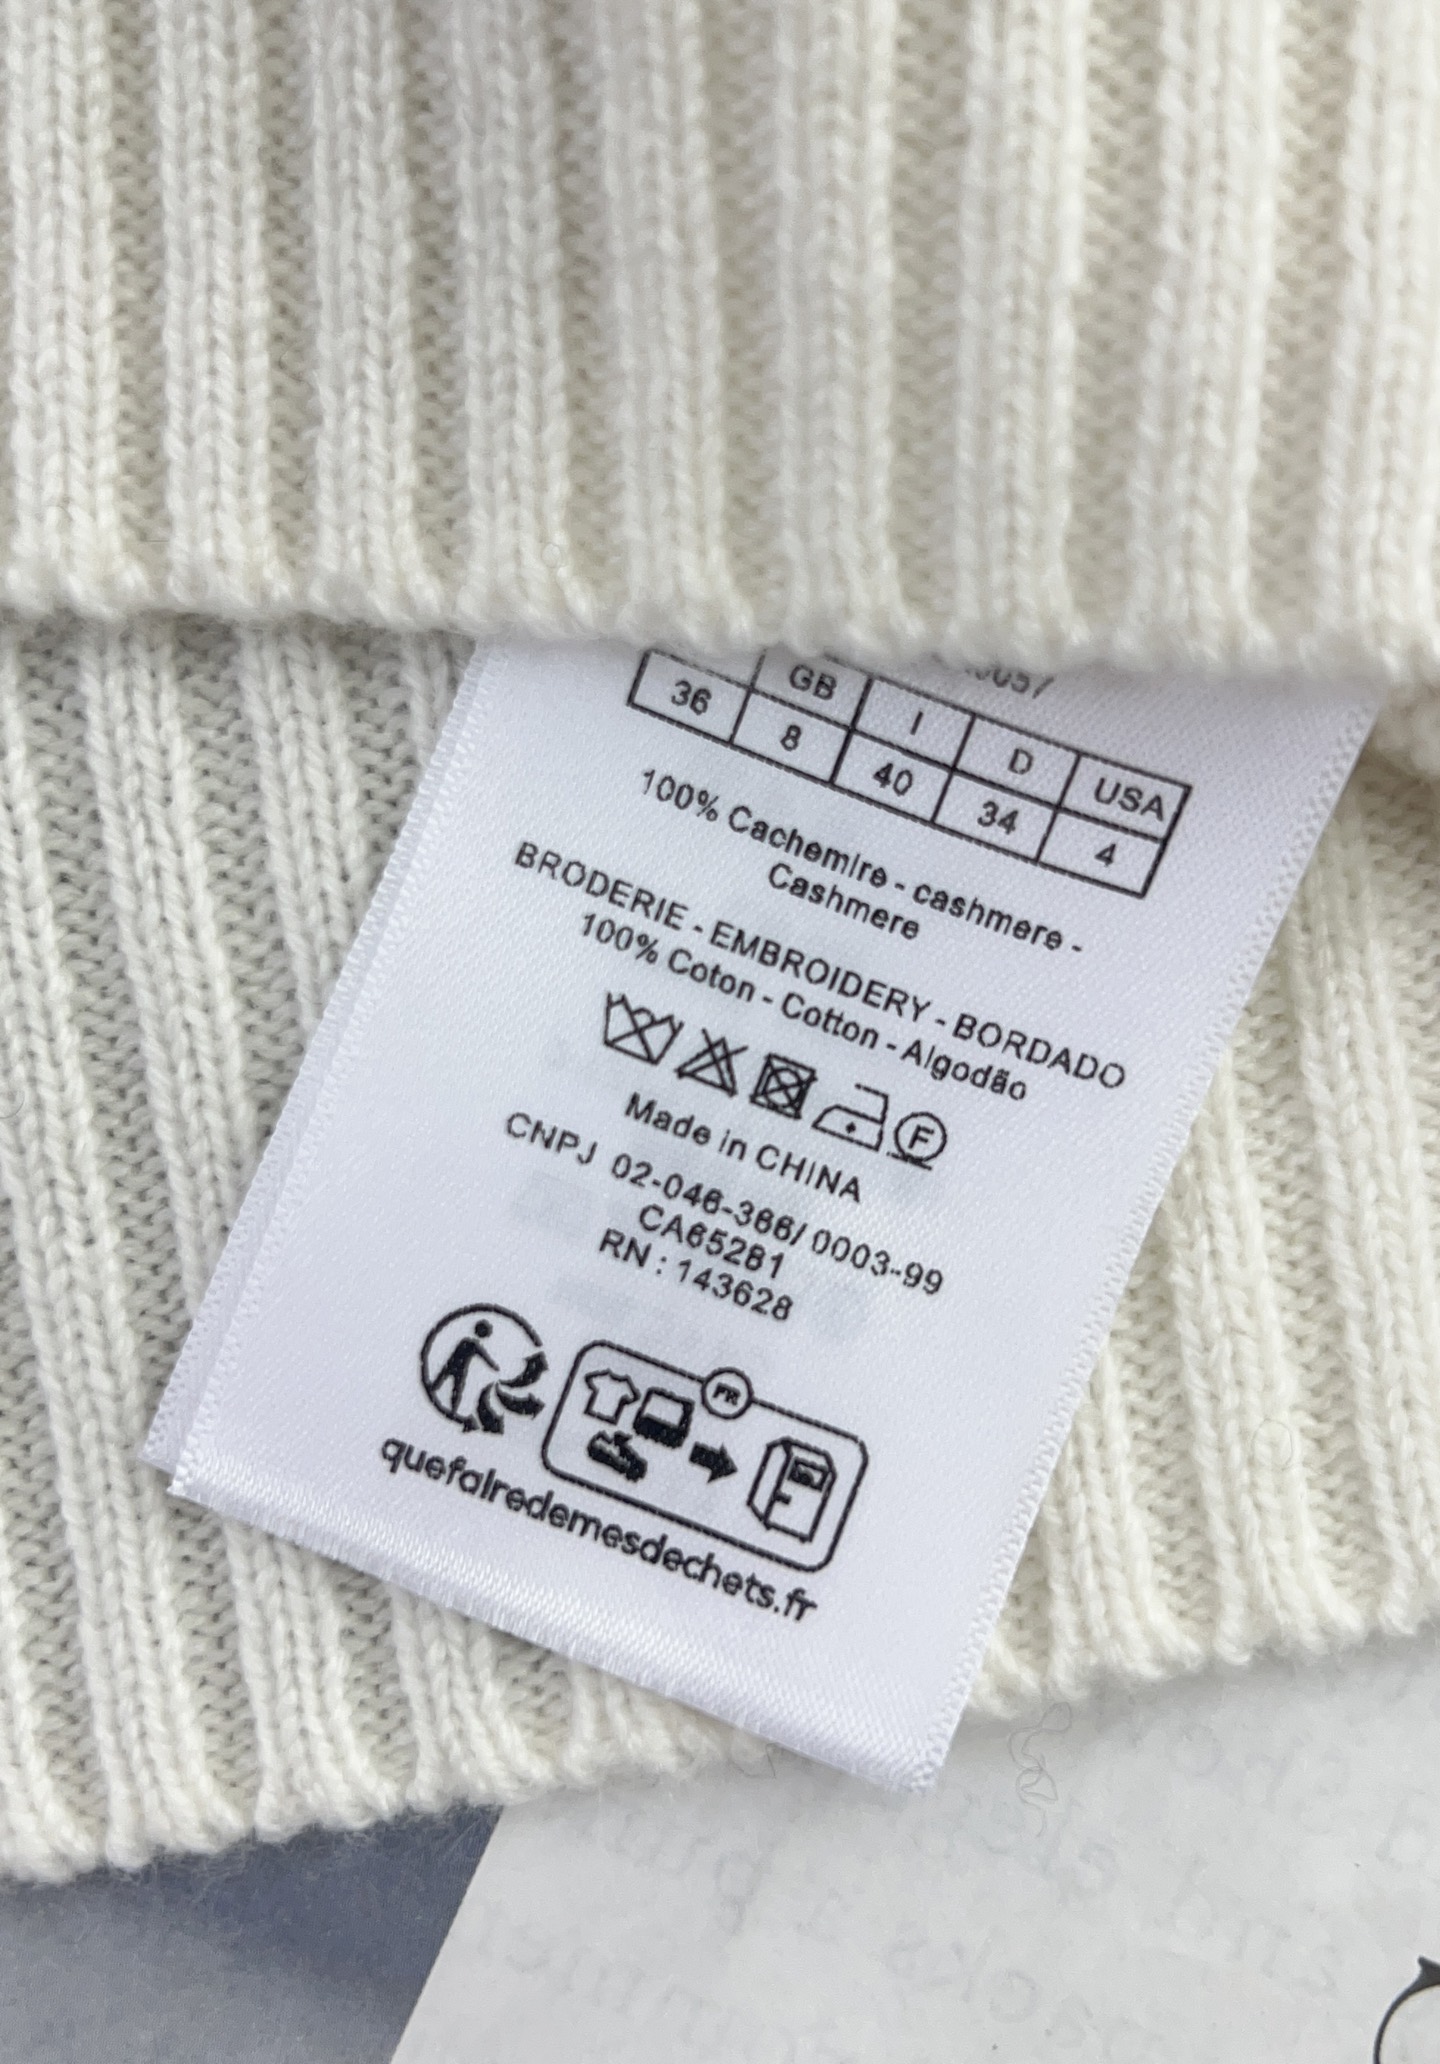 GB I D USA
36 8 40 34 4
100% Cachemire - cashmere -
Cashmere
BRODERIE - EMBROIDERY - BORDADO
100% Coton - Cotton - Algodão
F
Made in CHINA
CNPJ 02-046-366/ 0003-99
CA65281
RN : 143628
FR
quefairedemesdechets.fr